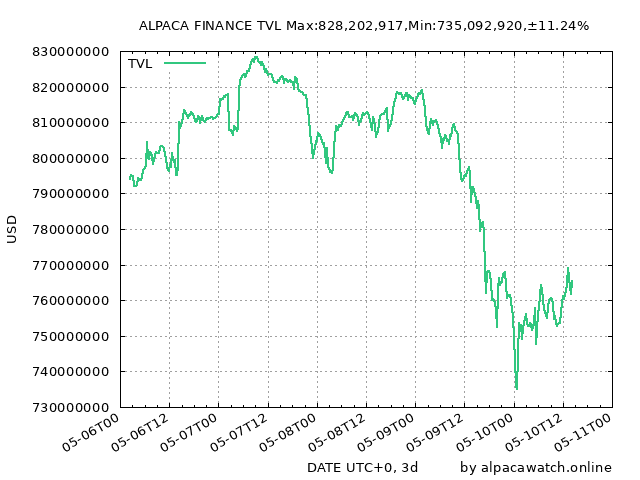 ALPACA FINANCE TVL Max:828,202,917,Min:735,092,920,±11.24%
TVL
830000000
820000000
810000000
800000000
790000000
780000000
770000000
760000000
750000000
740000000
730000000
USD
05-06T00
05-06T12
05-07T00
05-07T12
05-08T00
05-08T12
05-09T00
05-09T12
05-10T00
05-10T12
05-11T00
DATE UTC+0, 3d
by alpacawatch.online